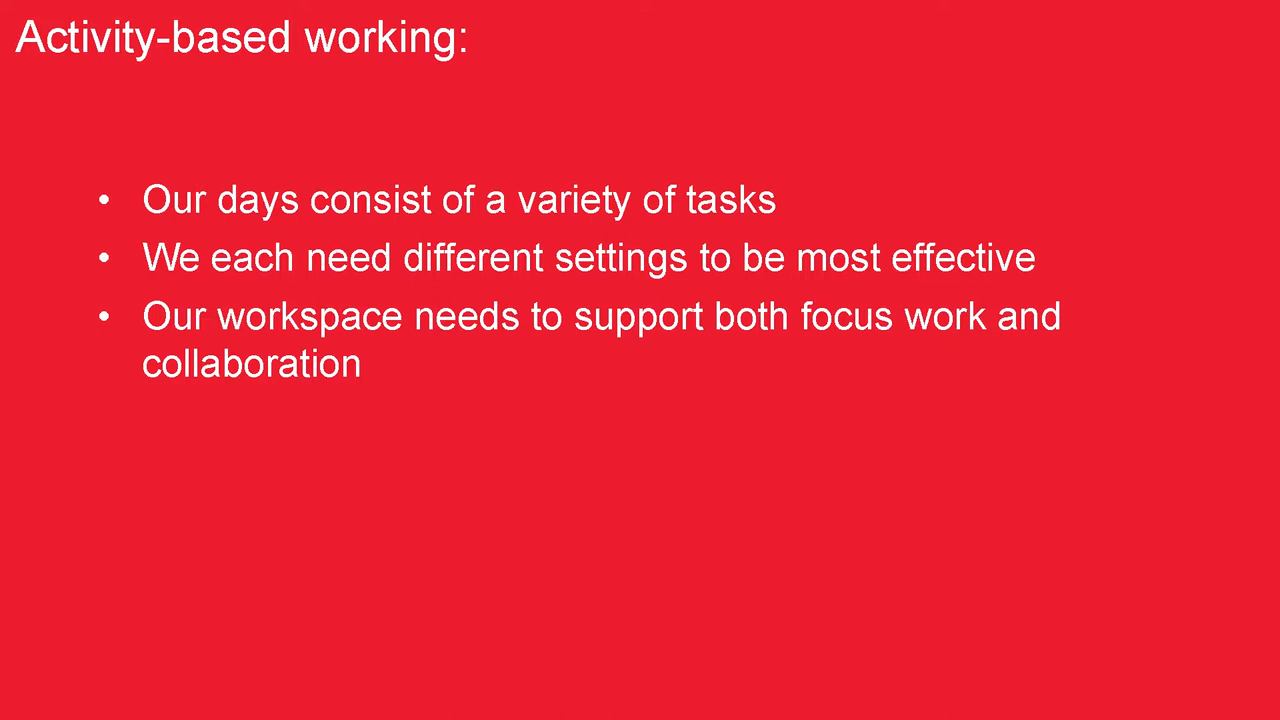 Activity-based working:
• Our days consist of a variety of tasks
• We each need different settings to be most effective
• Our workspace needs to support both focus work and
collaboration